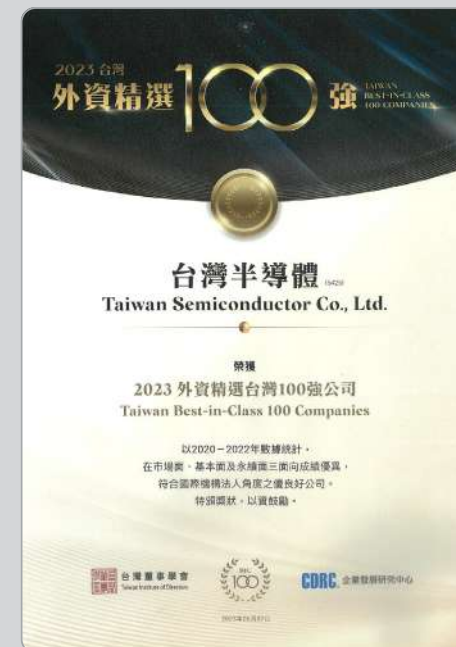 2023 台灣
外資精選 100 強 TAIWAN
BEST-IN-CLASS
100 COMPANIES
台灣半導體 (5425)
Taiwan Semiconductor Co., Ltd.
榮獲
2023 外資精選台灣100強公司
Taiwan Best-in-Class 100 Companies
以2020－2022年數據統計，
在市場面、基本面及永續面三面向成績優異，
符合國際機構法人角度之優良好公司。
特頒獎狀，以資鼓勵。
台灣董事學會
Taiwan Institute of Directors
100
CDRC 企業發展研究中心